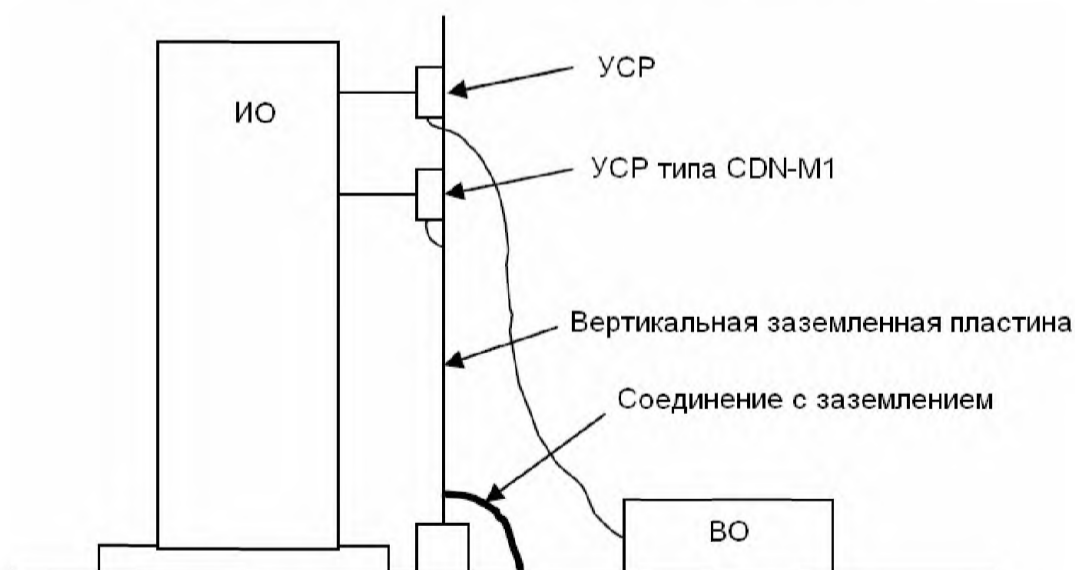 УСР
ИО
УСР типа CDN-M1
Вертикальная заземленная пластина
Соединение с заземлением
ВО